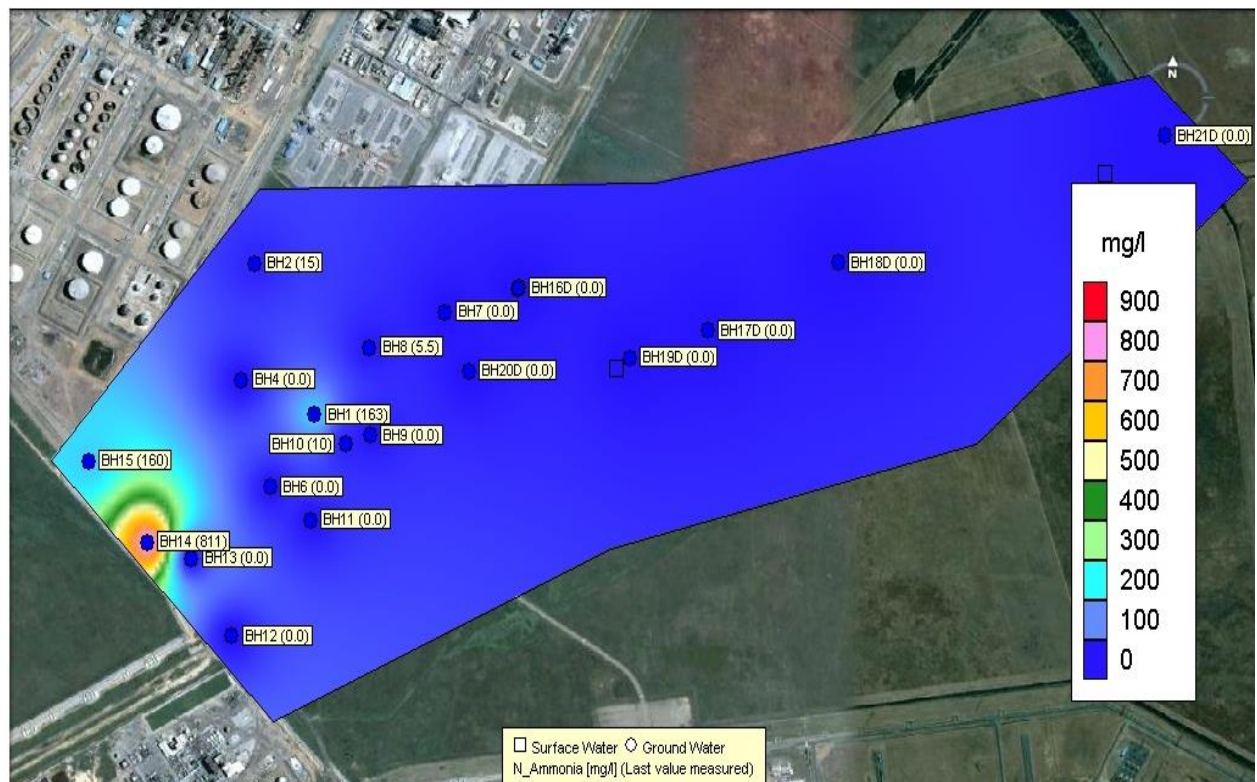 N
BH21D (0.0)
mg/l
BH2 (15)
BH18D (0.0)
BH16D (0.0)
900
BH7 (0.0)
800
BH17D (0.0)
BH8 (5.5)
BH19D (0.0)
700
BH20D (0.0)
BH4 (0.0)
600
BH1 (163)
BH9 (0.0)
BH10 (10)
500
BH15 (160)
400
BH6 (0.0)
BH11 (0.0)
300
BH14 (811)
BH13 (0.0)
200
100
BH12 (0.0)
0
Surface Water Ground Water
N_Ammonia [mg/l] (Last value measured)